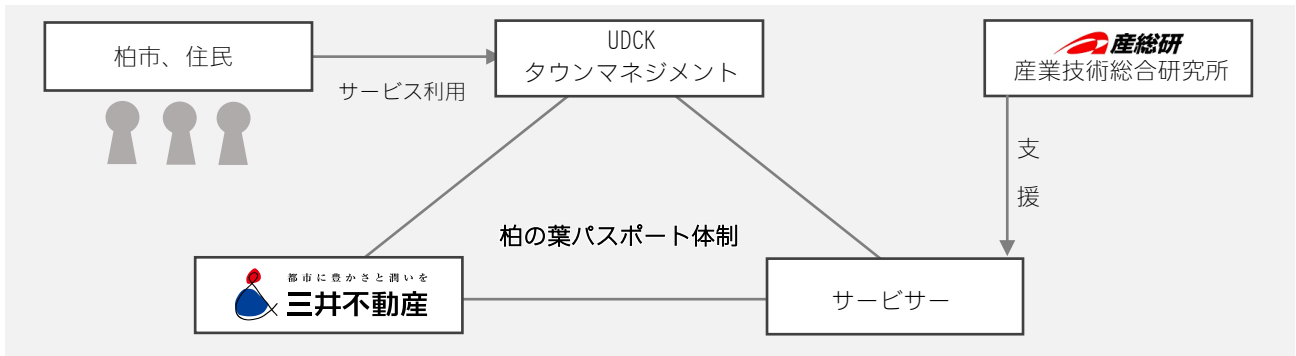 柏市、住民
サービス利用
UDCK
タウンマネジメント
産総研
産業技術総合研究所
支
援
柏の葉パスポート体制
都市に豊かさと潤いを
三井不動産
サービサー